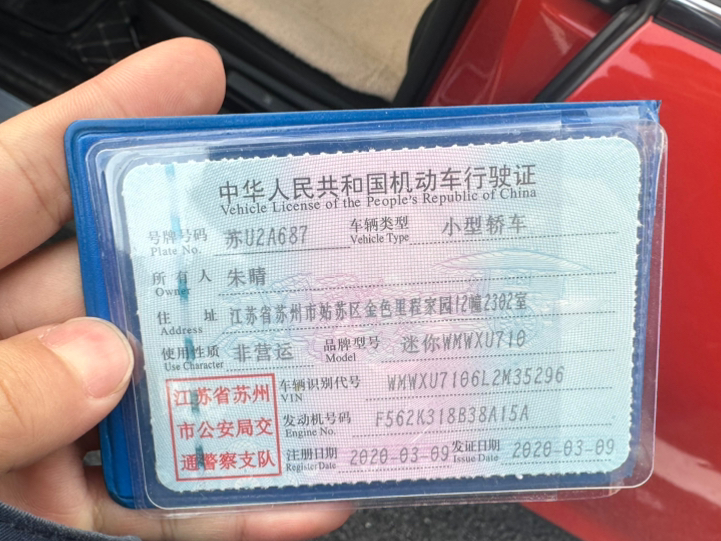 中华人民共和国机动车行驶证
Vehicle License of the People's Republic of China
号牌号码 苏U2A687 车辆类型 小型轿车
Plate No. Vehicle Type
所有人 朱晴
Owner
住址 江苏省苏州市姑苏区金色里程家园12幢2302室
Address
使用性质 非营运 品牌型号 迷你WMWXU710
Use Character Model
江苏省苏州
市公安局交
通警察支队
车辆识别代号 WMWXU7106L2M35296
VIN
发动机号码 F562K318B38A15A
Engine No.
注册日期 2020-03-09 发证日期 2020-03-09
Register Date Issue Date